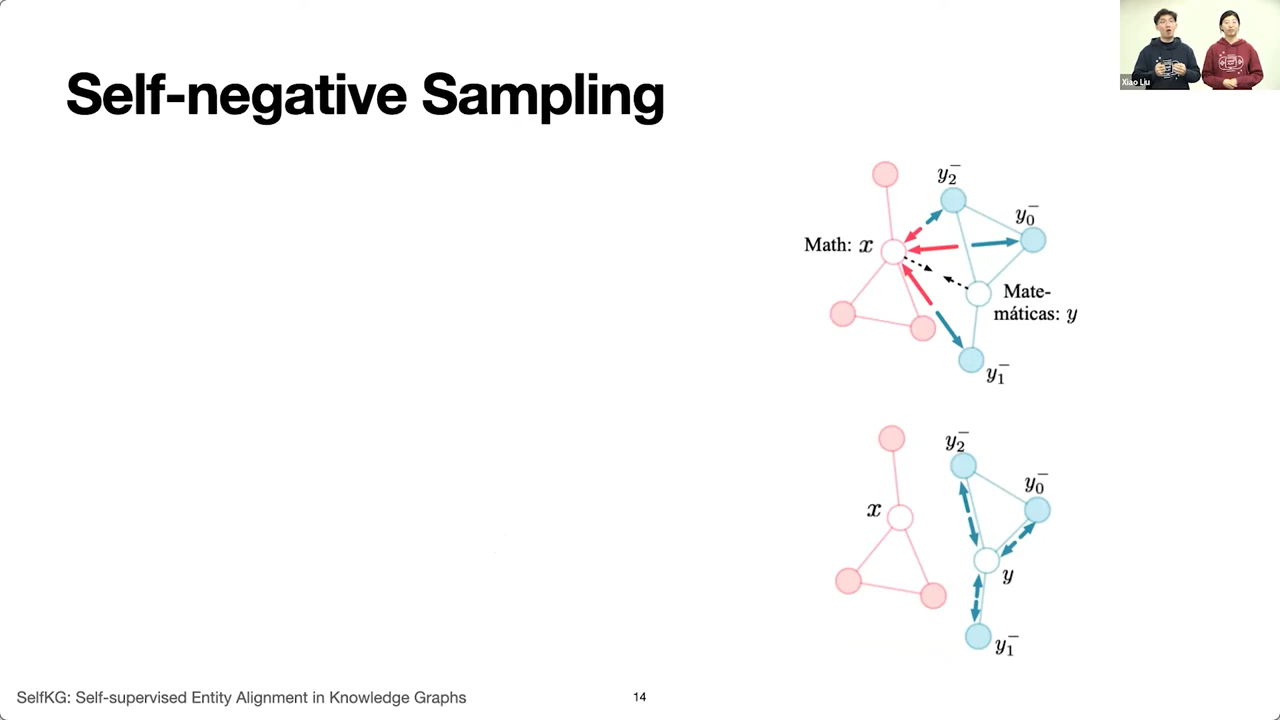 Xiao Liu
Self-negative Sampling
y₂⁻
y₀⁻
Math: x
Mate-
máticas: y
y₁⁻
y₂⁻
y₀⁻
x
y
y₁⁻
SelfKG: Self-supervised Entity Alignment in Knowledge Graphs
14